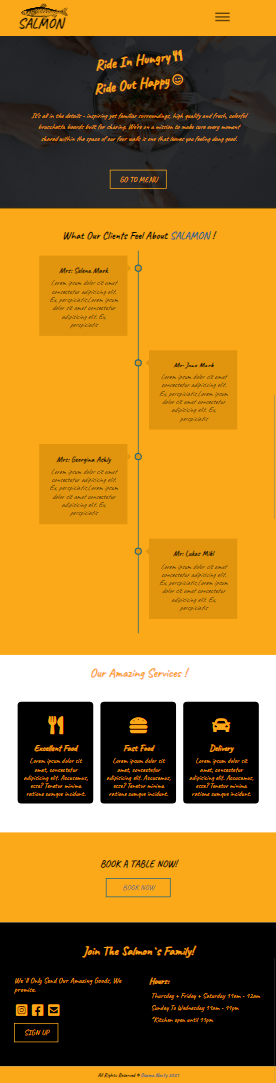 SALMON
Ride In Hungry
Ride Out Happy
It's all in the details - inspiring yet familiar surroundings, high quality and fresh, colorful
bruschetta boards built for sharing. We're on a mission to make sure every moment
shared within the space of our four walls is one that leaves you feeling dang good.
GO TO MENU
What Our Clients Feel About SALAMON !
Mrs: Selena Mark
Lorem ipsum dolor sit amet
consectetur adipisicing elit.
Ex, perspiciatis.Lorem ipsum
dolor sit amet consectetur
adipisicing elit. Ex,
perspiciatis
Mr. Jons Mark
Lorem ipsum dolor sit amet
consectetur adipisicing elit.
Ex, perspiciatis.Lorem ipsum
dolor sit amet consectetur
adipisicing elit. Ex,
perspiciatis
Mrs: Georgina Ashly
Lorem ipsum dolor sit amet
consectetur adipisicing elit.
Ex, perspiciatis.Lorem ipsum
dolor sit amet consectetur
adipisicing elit. Ex,
perspiciatis
Mr: Lukas Mibl
Lorem ipsum dolor sit amet
consectetur adipisicing elit.
Ex, perspiciatis.Lorem ipsum
dolor sit amet consectetur
adipisicing elit. Ex,
perspiciatis
Our Amazing Services !
Excellent Food
Lorem ipsum dolor sit
amet, consectetur
adipisicing elit. Accusamus,
esse? Tenetur minima
ratione cumque incidunt.
Fast Food
Lorem ipsum dolor sit
amet, consectetur
adipisicing elit. Accusamus,
esse? Tenetur minima
ratione cumque incidunt.
Delivery
Lorem ipsum dolor sit
amet, consectetur
adipisicing elit. Accusamus,
esse? Tenetur minima
ratione cumque incidunt.
BOOK A TABLE NOW!
BOOK NOW
Join The Salmon's Family!
We'll Only Send Our Amazing Goods, We
promise.
SIGN UP
Hours:
Thursday + Friday + Saturday 11am - 12am
Sunday To Wednesday 11am - 11pm
*Kitchen open until 11pm
All Rights Reserved ©